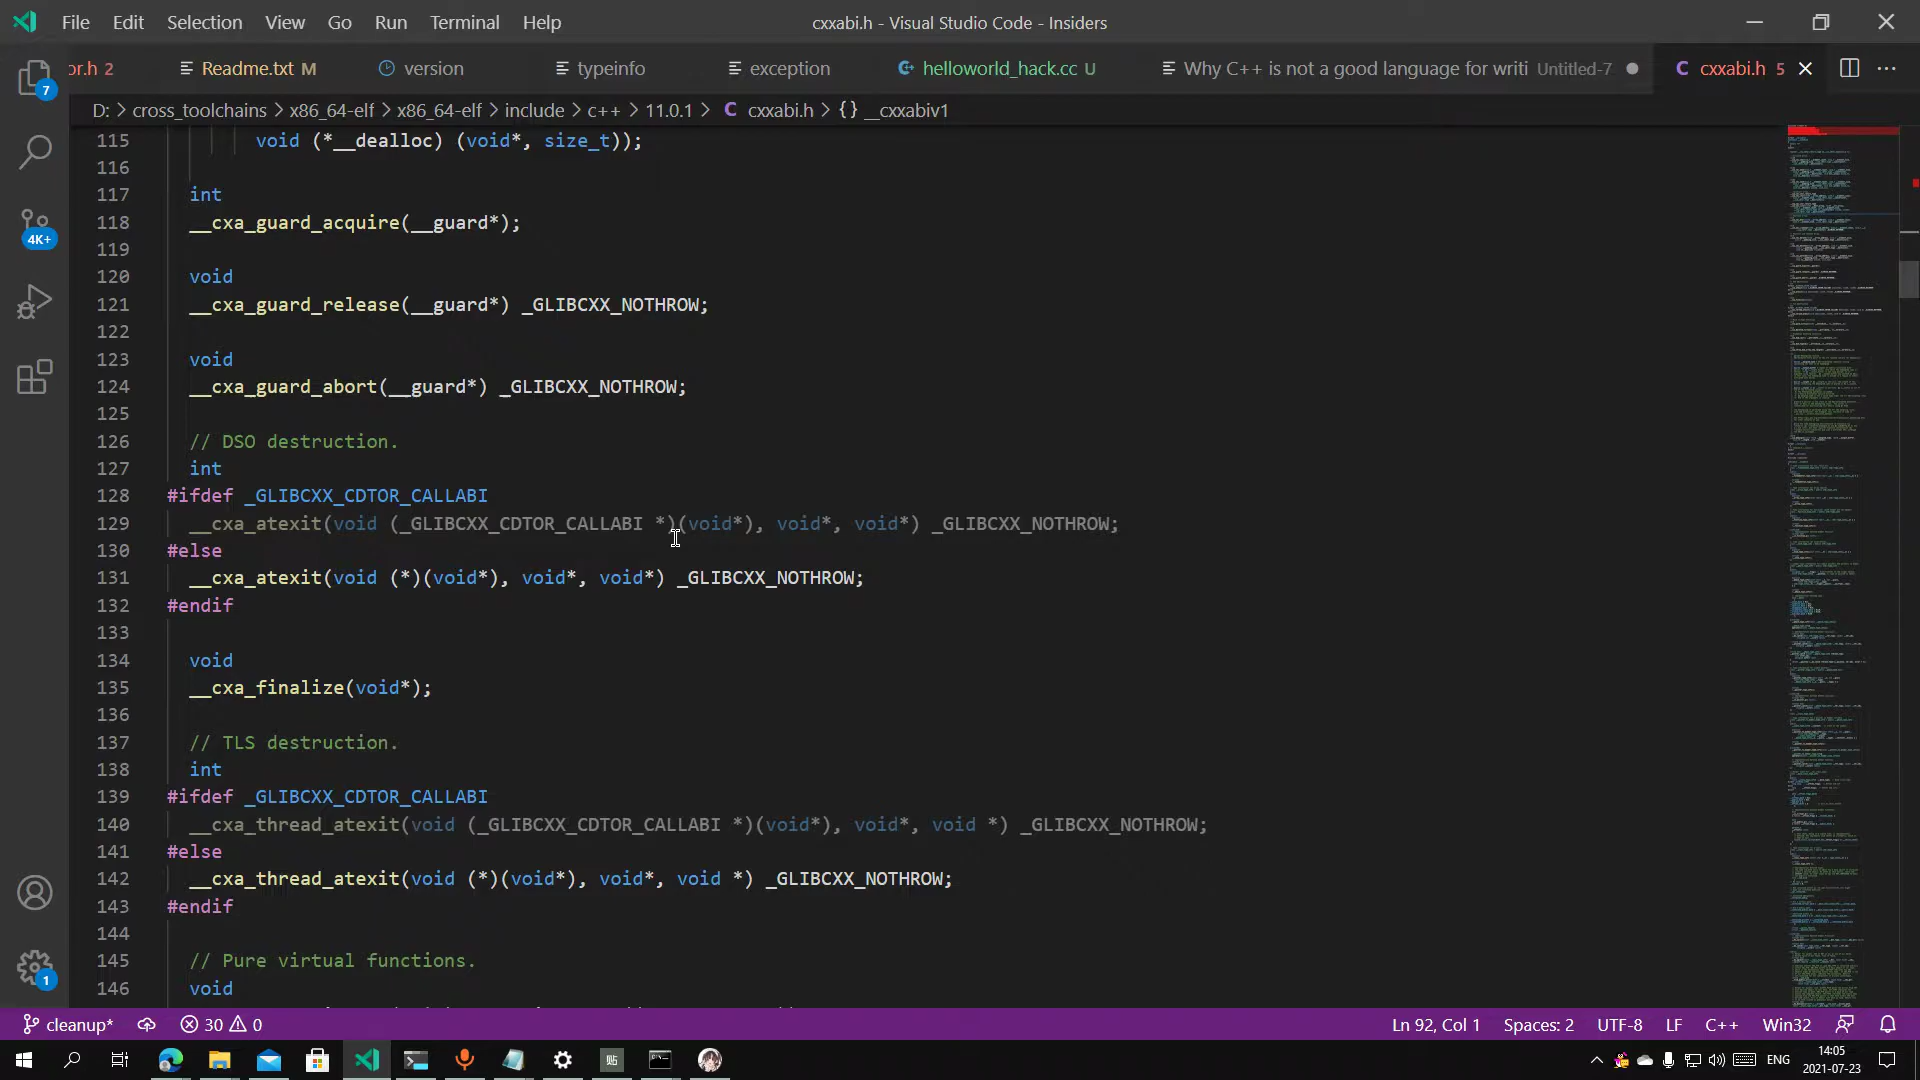 File Edit Selection View Go Run Terminal Help cxxabi.h - Visual Studio Code - Insiders
or.h 2 Readme.txt M version typeinfo exception helloworld_hack.cc U Why C++ is not a good language for writi Untitled-7 C cxxabi.h 5
D: > cross_toolchains > x86_64-elf > x86_64-elf > include > c++ > 11.0.1 > C cxxabi.h > {} __cxxabiv1
7
4K+
1
115 void (*__dealloc) (void*, size_t));
116
117 int
118 __cxa_guard_acquire(__guard*);
119
120 void
121 __cxa_guard_release(__guard*) _GLIBCXX_NOTHROW;
122
123 void
124 __cxa_guard_abort(__guard*) _GLIBCXX_NOTHROW;
125
126 // DSO destruction.
127 int
128 #ifdef _GLIBCXX_CDTOR_CALLABI
129 __cxa_atexit(void (_GLIBCXX_CDTOR_CALLABI *)(void*), void*, void*) _GLIBCXX_NOTHROW;
130 #else
131 __cxa_atexit(void (*)(void*), void*, void*) _GLIBCXX_NOTHROW;
132 #endif
133
134 void
135 __cxa_finalize(void*);
136
137 // TLS destruction.
138 int
139 #ifdef _GLIBCXX_CDTOR_CALLABI
140 __cxa_thread_atexit(void (_GLIBCXX_CDTOR_CALLABI *)(void*), void*, void *) _GLIBCXX_NOTHROW;
141 #else
142 __cxa_thread_atexit(void (*)(void*), void*, void *) _GLIBCXX_NOTHROW;
143 #endif
144
145 // Pure virtual functions.
146 void
cleanup* 30 0 Ln 92, Col 1 Spaces: 2 UTF-8 LF C++ Win32
贴 ENG 14:05
2021-07-23